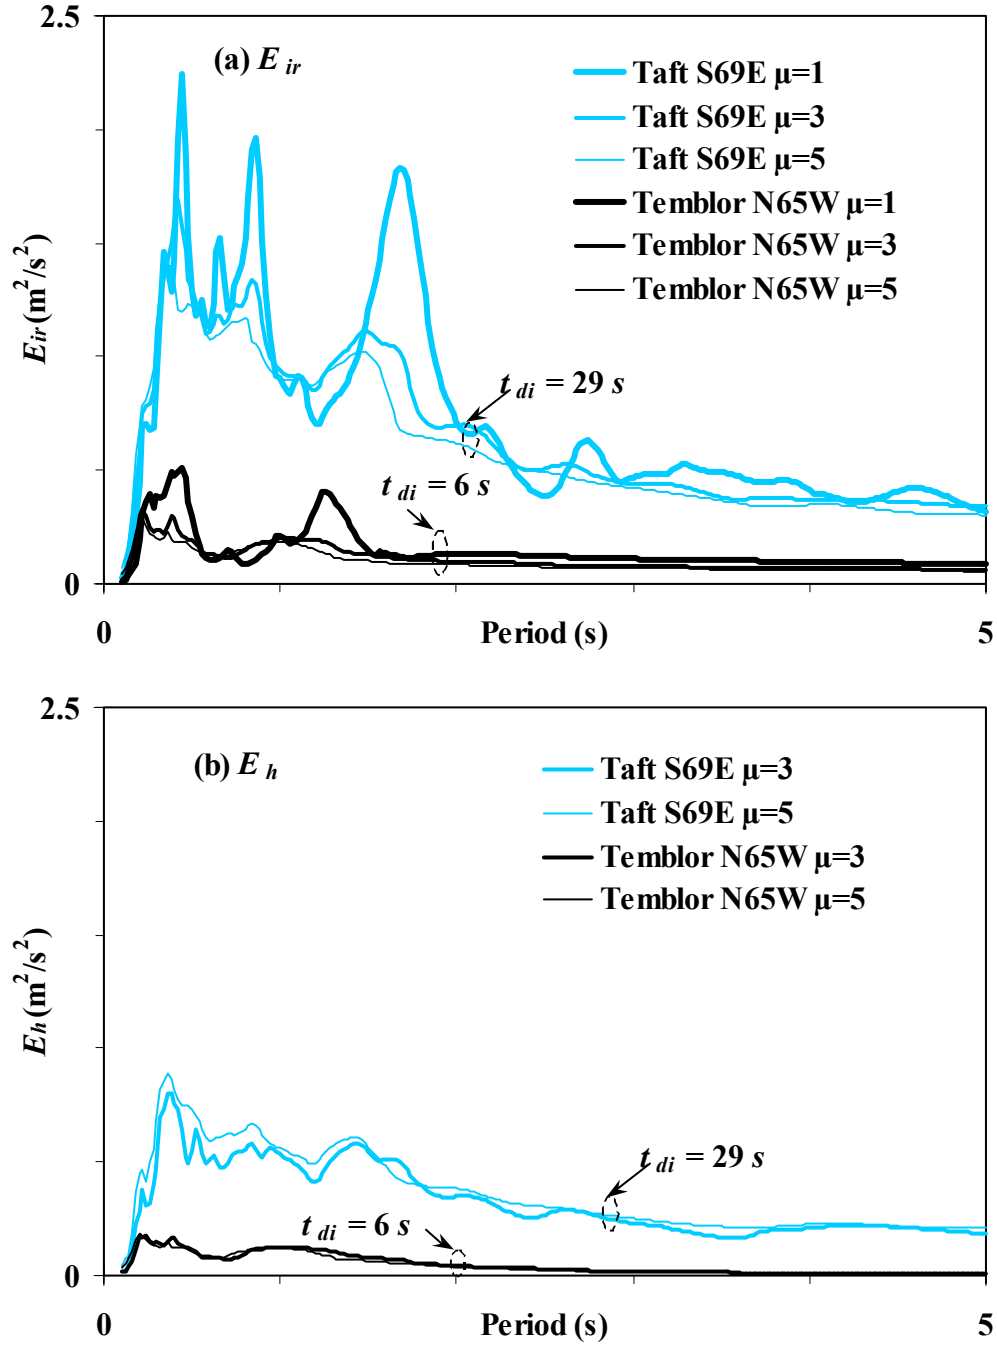 2.5
(a) E ir
Taft S69E μ=1
Taft S69E μ=3
Taft S69E μ=5
Temblor N65W μ=1
Temblor N65W μ=3
Temblor N65W μ=5
Eir (m²/s²)
t di = 29 s
t di = 6 s
0
0
Period (s)
5
2.5
(b) E h
Taft S69E μ=3
Taft S69E μ=5
Temblor N65W μ=3
Temblor N65W μ=5
Eh (m²/s²)
t di = 29 s
t di = 6 s
0
0
Period (s)
5